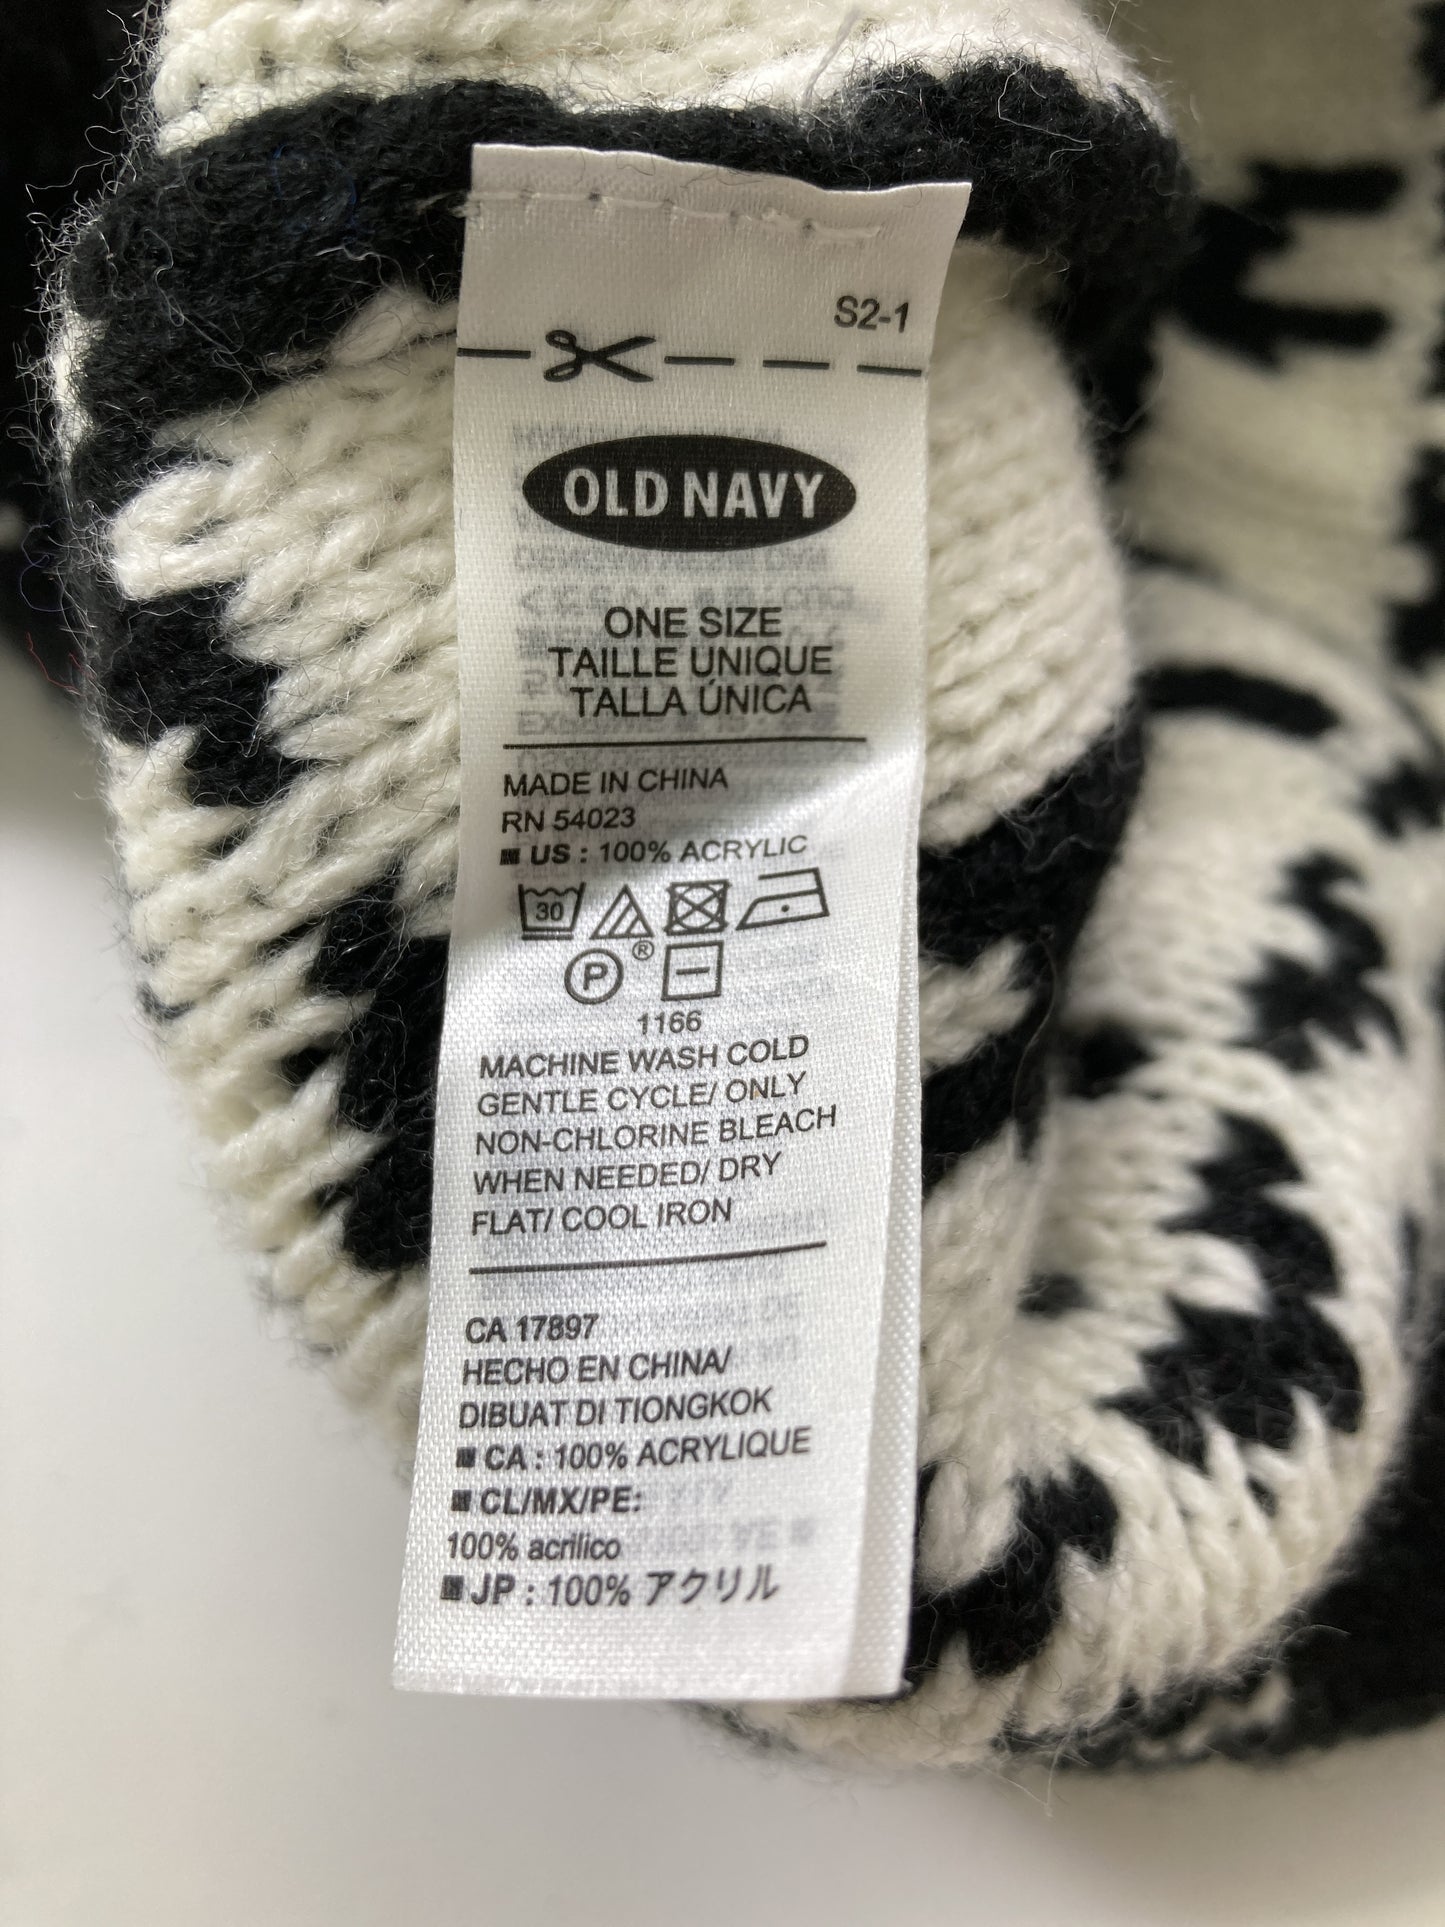 S2-1
OLD NAVY
ONE SIZE
TAILLE UNIQUE
TALLA ÚNICA
MADE IN CHINA
RN 54023
US : 100% ACRYLIC
30
P ®
1166
MACHINE WASH COLD
GENTLE CYCLE/ ONLY
NON-CHLORINE BLEACH
WHEN NEEDED/ DRY
FLAT/ COOL IRON
CA 17897
HECHO EN CHINA/
DIBUAT DI TIONGKOK
CA : 100% ACRYLIQUE
CL/MX/PE:
100% acrilico
JP : 100% アクリル